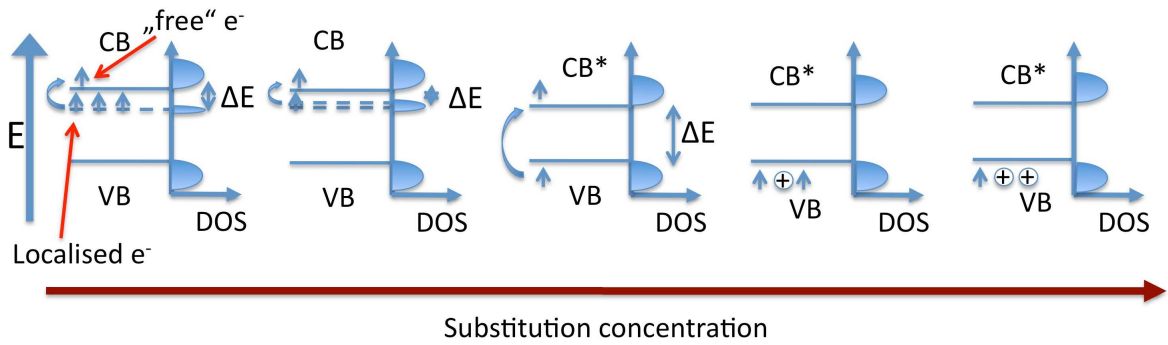 „free“ e-
CB
CB
CB*
CB*
CB*
ΔE
ΔE
ΔE
E
VB
VB
VB
VB
VB
+
+ +
DOS
DOS
DOS
DOS
DOS
Localised e-
Substitution concentration